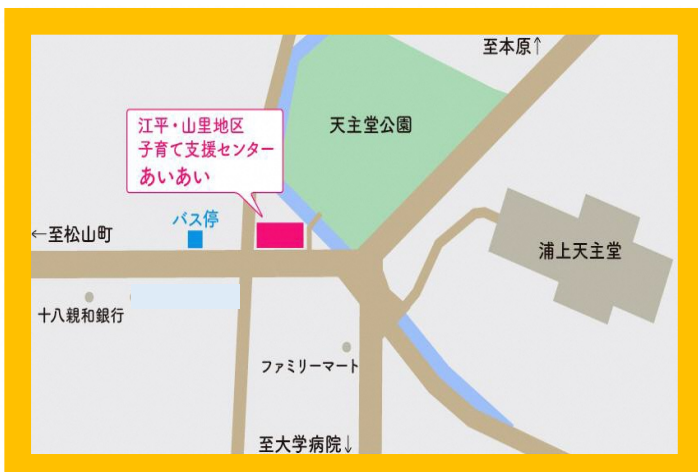 至本原↑
天主堂公園
江平・山里地区
子育て支援センター
あいあい
バス停
←至松山町
浦上天主堂
十八親和銀行
ファミリーマート
至大学病院↓